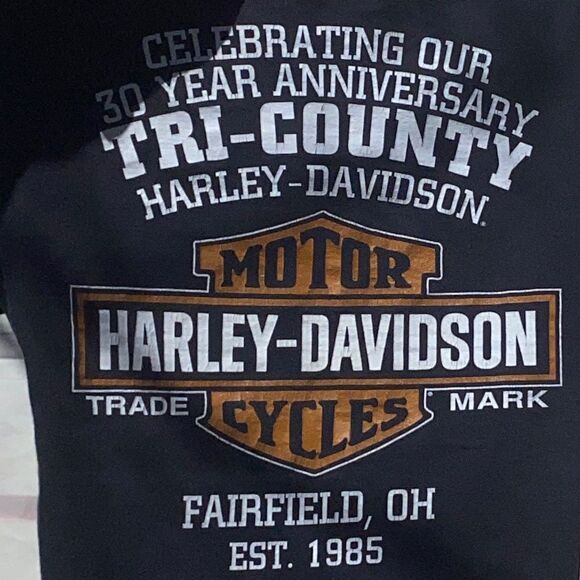 CELEBRATING OUR
30 YEAR ANNIVERSARY
TRI-COUNTY
HARLEY-DAVIDSON
MOTOR
HARLEY-DAVIDSON
TRADE MARK
CYCLES
FAIRFIELD, OH
EST. 1985